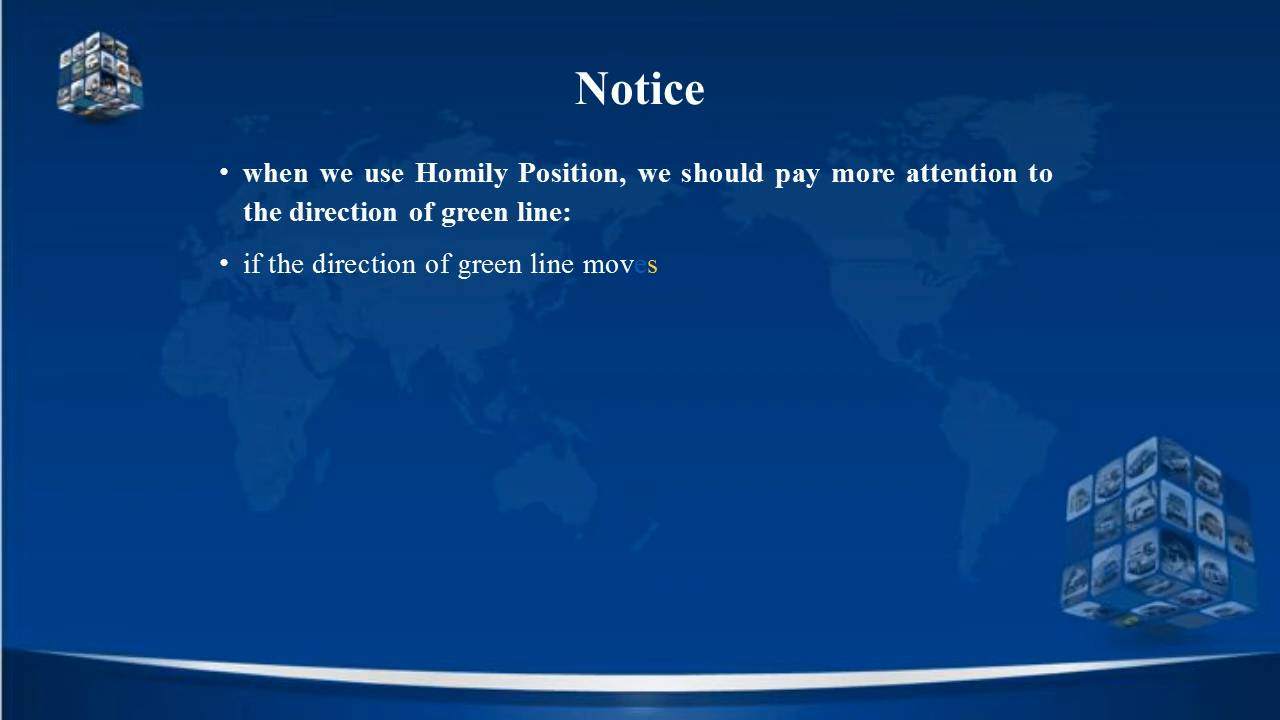 Notice
• when we use Homily Position, we should pay more attention to
the direction of green line:
• if the direction of green line moves